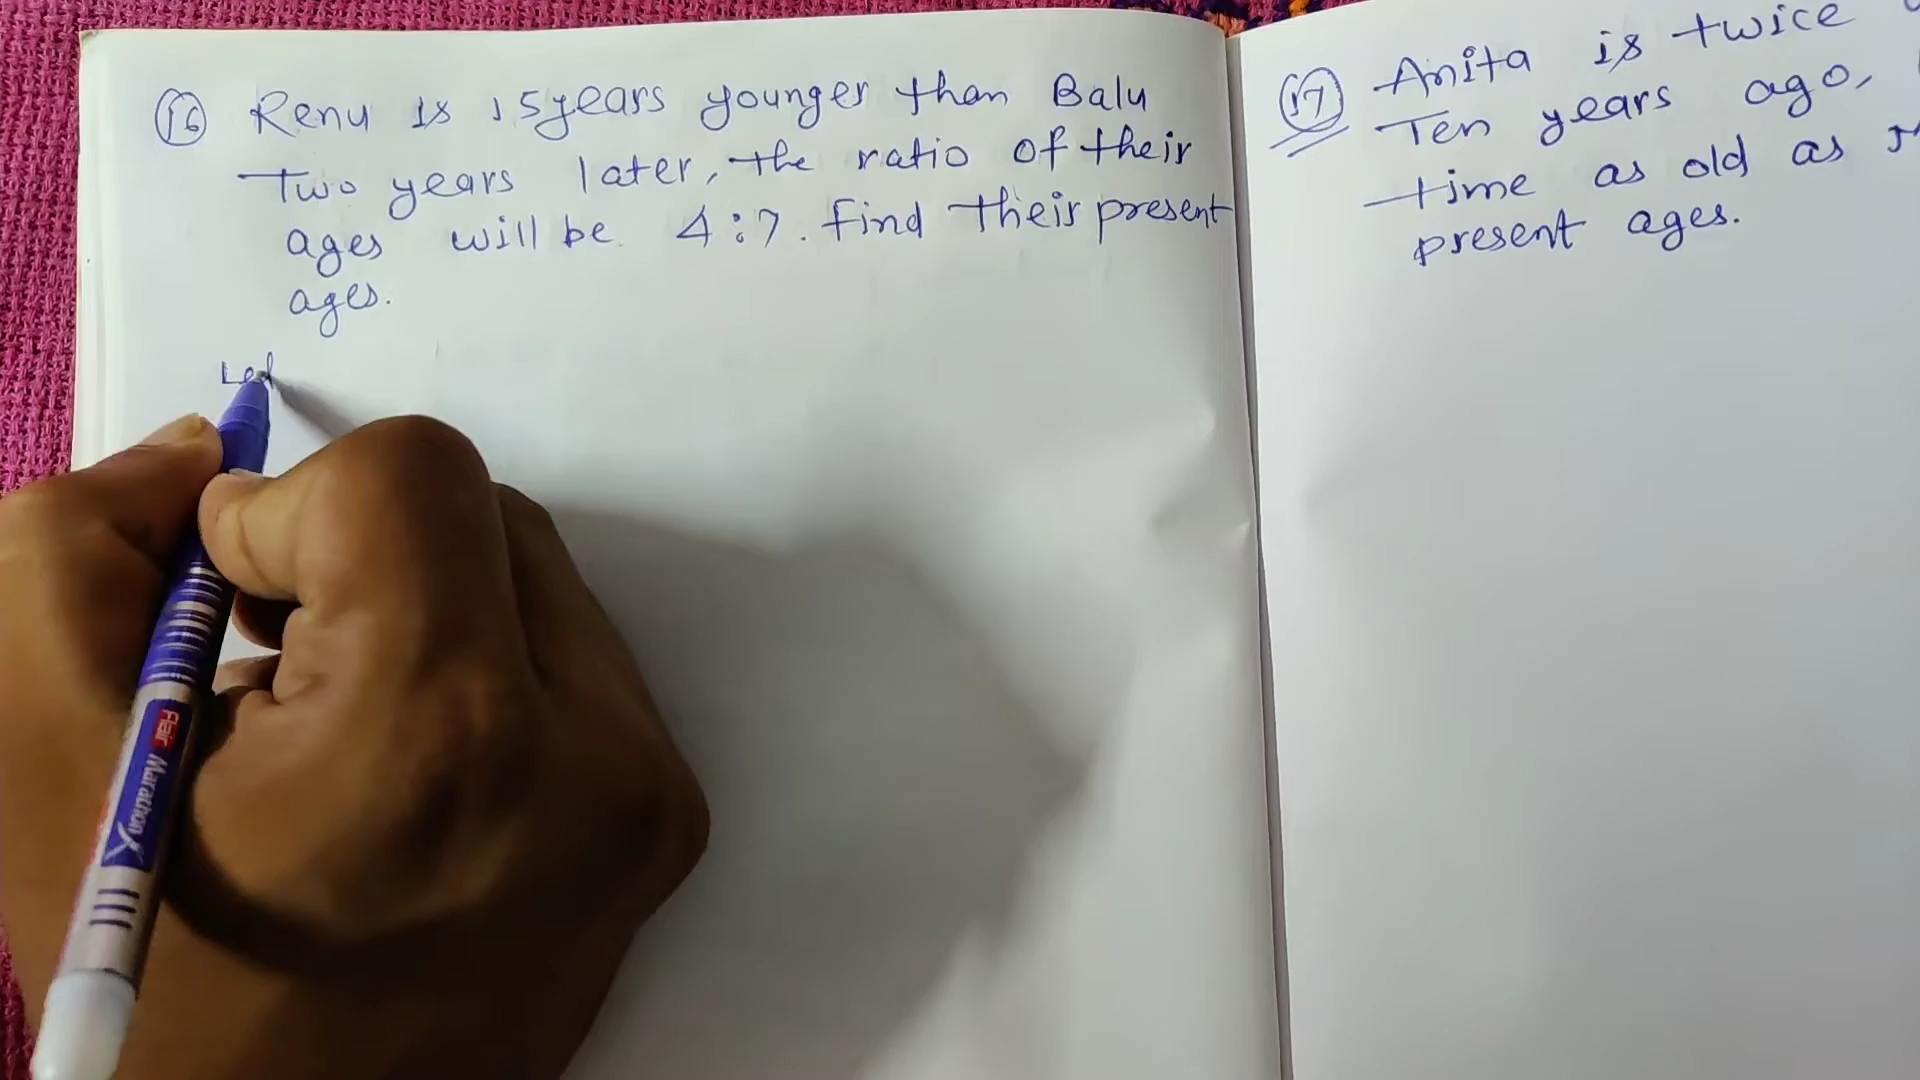 16 Renu is 15years younger than Balu
Two years later, the ratio of their
ages will be 4:7. Find their present
ages.
Let
17 Anita is twice
Ten years ago,
time as old as
present ages.
Flair Marathon X